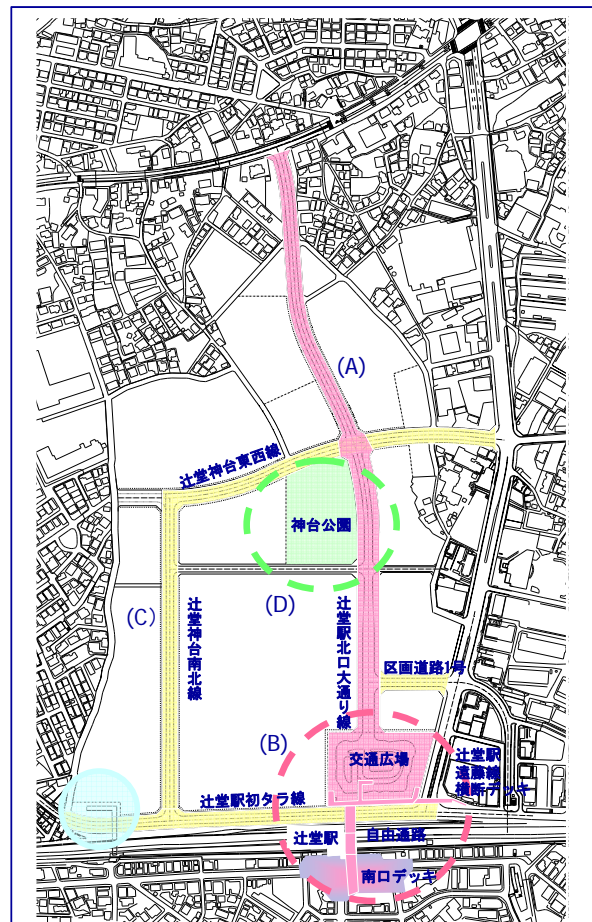 (A)
辻堂神台東西線
神台公園
(D)
(C)
辻堂神台南北線
辻堂駅北口大通り線
区画道路1号
(B)
交通広場
辻堂駅
遠藤線
横断デッキ
辻堂駅初タラ線
辻堂駅
自由通路
南口デッキ